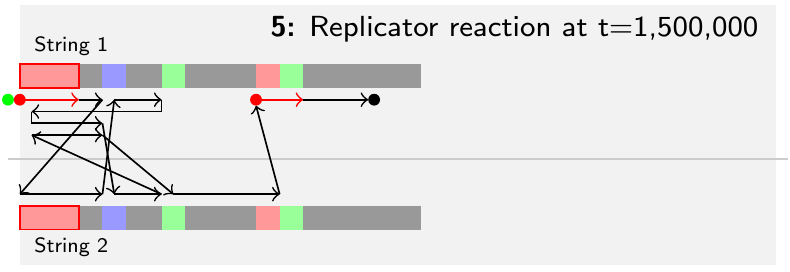 5: Replicator reaction at t=1,500,000
String 1
String 2